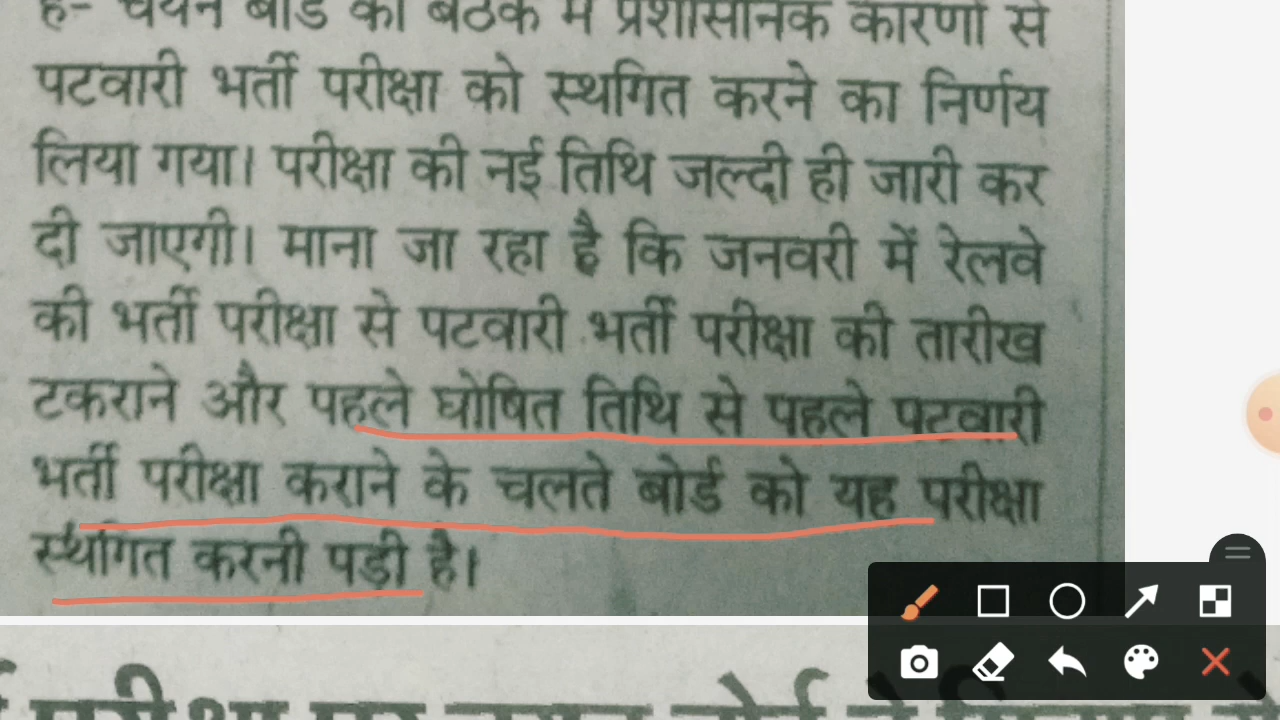 है- चयन बोर्ड की बैठक में प्रशासनिक कारणों से
पटवारी भर्ती परीक्षा को स्थगित करने का निर्णय
लिया गया। परीक्षा की नई तिथि जल्दी ही जारी कर
दी जाएगी। माना जा रहा है कि जनवरी में रेलवे
की भर्ती परीक्षा से पटवारी भर्ती परीक्षा की तारीख
टकराने और पहले घोषित तिथि से पहले पटवारी
भर्ती परीक्षा कराने के चलते बोर्ड को यह परीक्षा
स्थगित करनी पड़ी है।